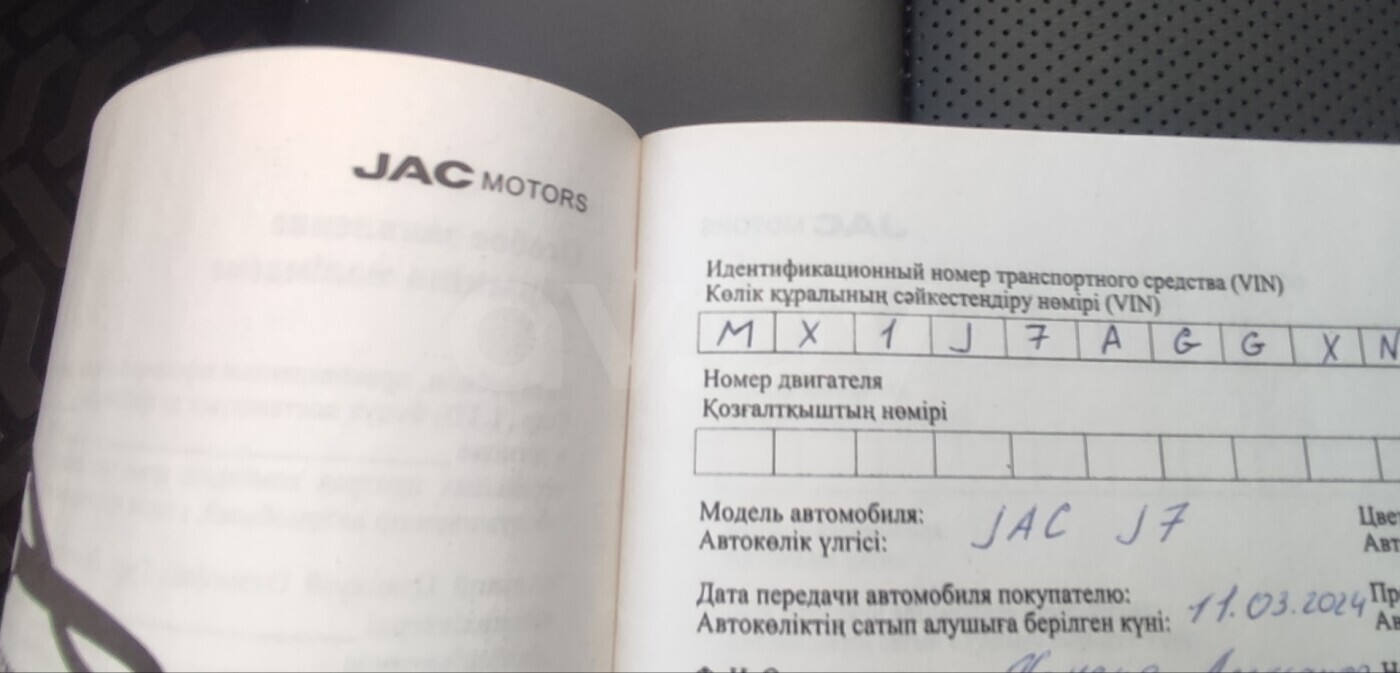 JAC MOTORS
Идентификационный номер транспортного средства (VIN)
Көлік құралының сәйкестендіру нөмірі (VIN)
M X 1 J 7 A G G X N
Номер двигателя
Қозғалтқыштың нөмірі
Модель автомобиля: JAC J7
Автокөлік үлгісі:
Дата передачи автомобиля покупателю: 11.03.2024
Автокөліктің сатып алушыға берілген күні: